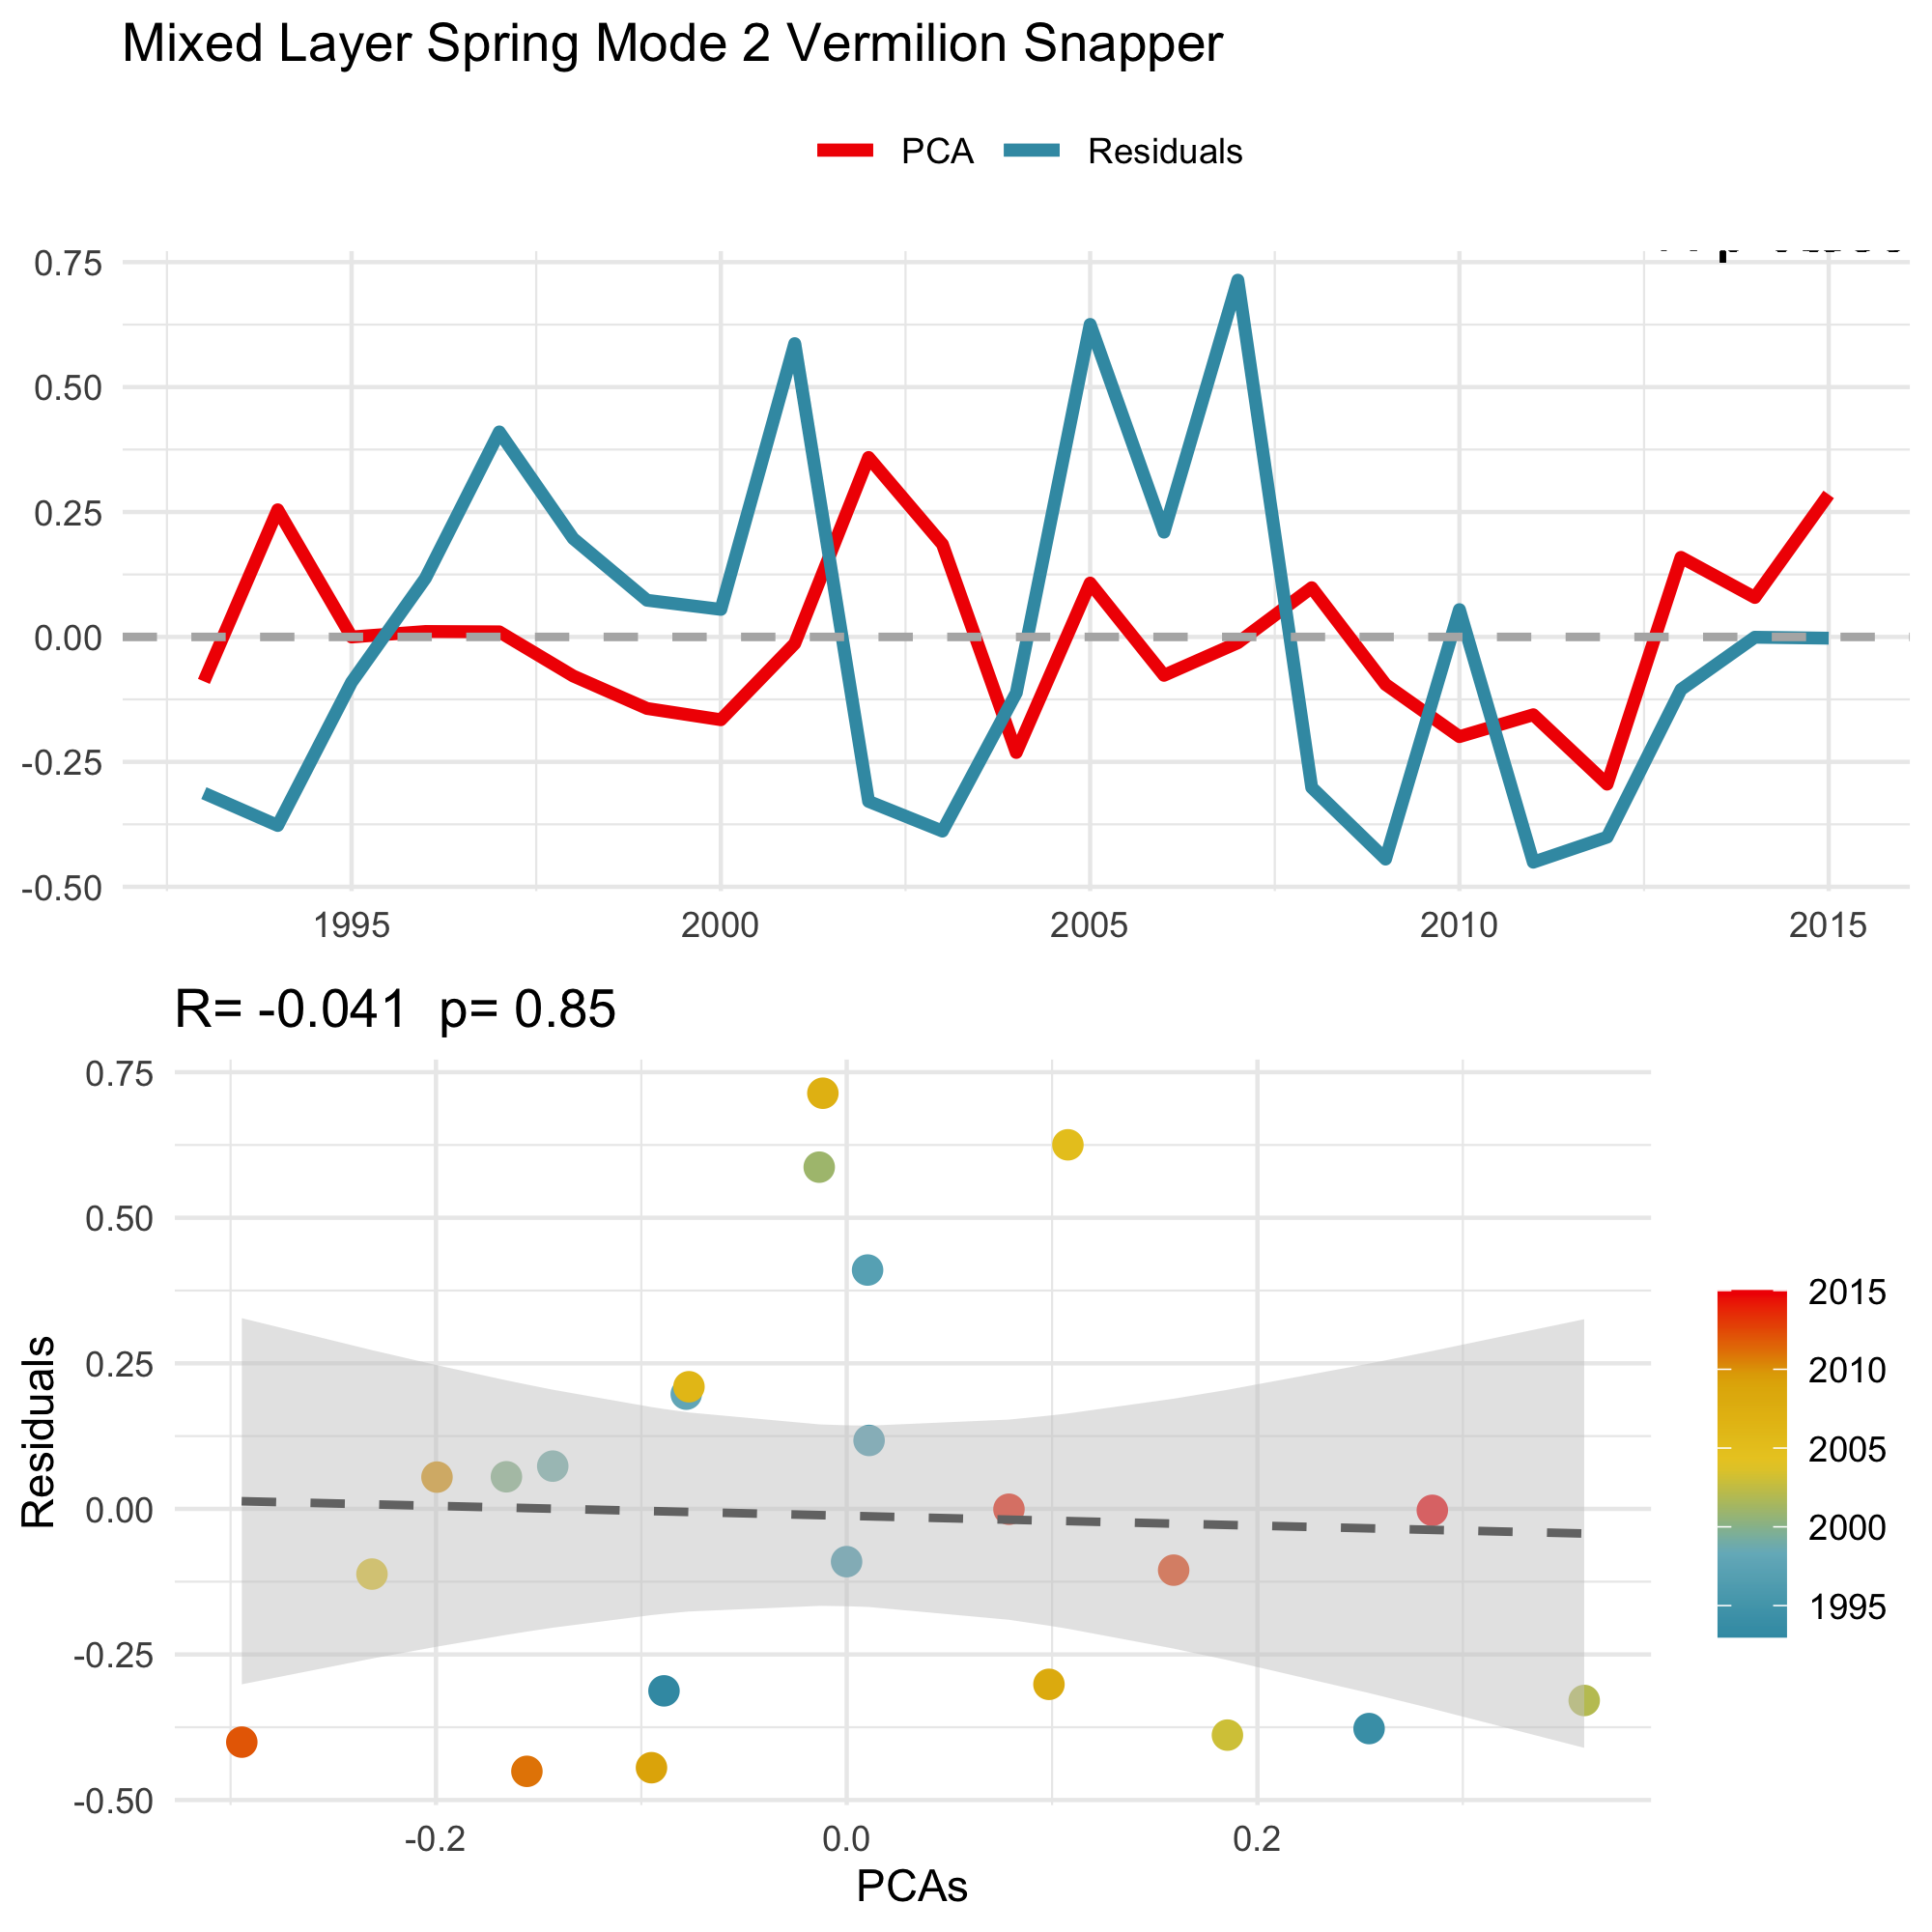 Mixed Layer Spring Mode 2 Vermilion Snapper
PCA Residuals
0.75
0.50
0.25
0.00
-0.25
-0.50
1995 2000 2005 2010 2015
R= -0.041 p= 0.85
0.75
0.50
0.25
0.00
-0.25
-0.50
Residuals
-0.2 0.0 0.2
PCAs
2015
2010
2005
2000
1995